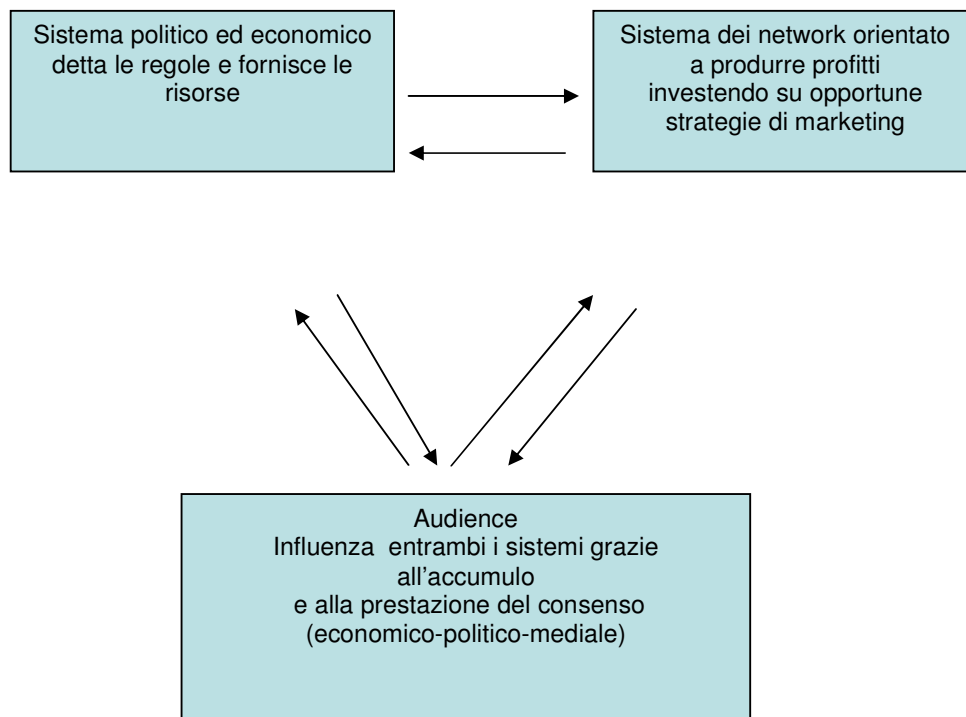 Sistema politico ed economico
detta le regole e fornisce le
risorse
Sistema dei network orientato
a produrre profitti
investendo su opportune
strategie di marketing
Audience
Influenza  entrambi i sistemi grazie
all'accumulo
e alla prestazione del consenso
(economico-politico-mediale)